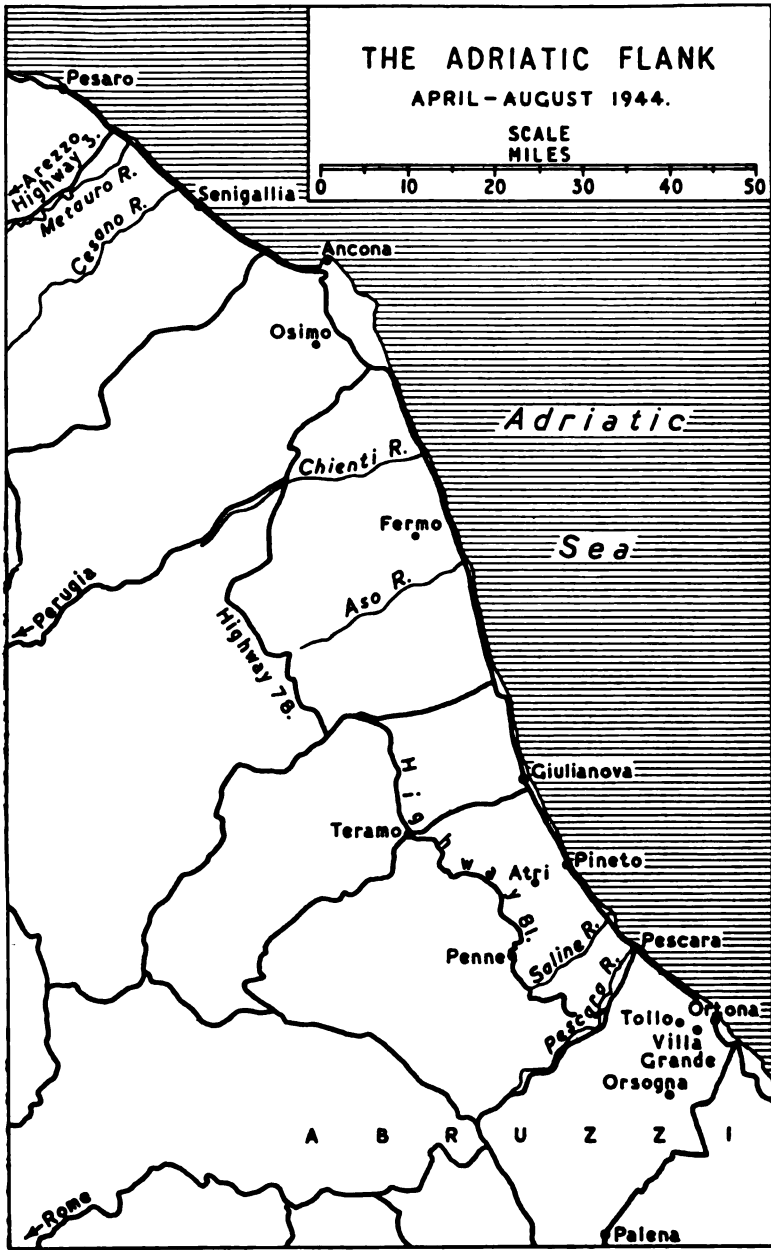 THE ADRIATIC FLANK
APRIL-AUGUST 1944.
SCALE
MILES
0 10 20 30 40 50
Pesaro
Arezzo
Highway 3.
Metauro R.
Cesano R.
Senigallia
Ancona
Osimo
Adriatic
Chienti R.
Fermo
Sea
Aso R.
Perugia
Highway 78.
Giulianova
Highway 81.
Teramo
Pineto
Atri
Penne
Saline R.
Pescara
Pescara R.
Ortona
Tollo
Villa
Grande
Orsogna
ABRUZZI
Rome
Palena